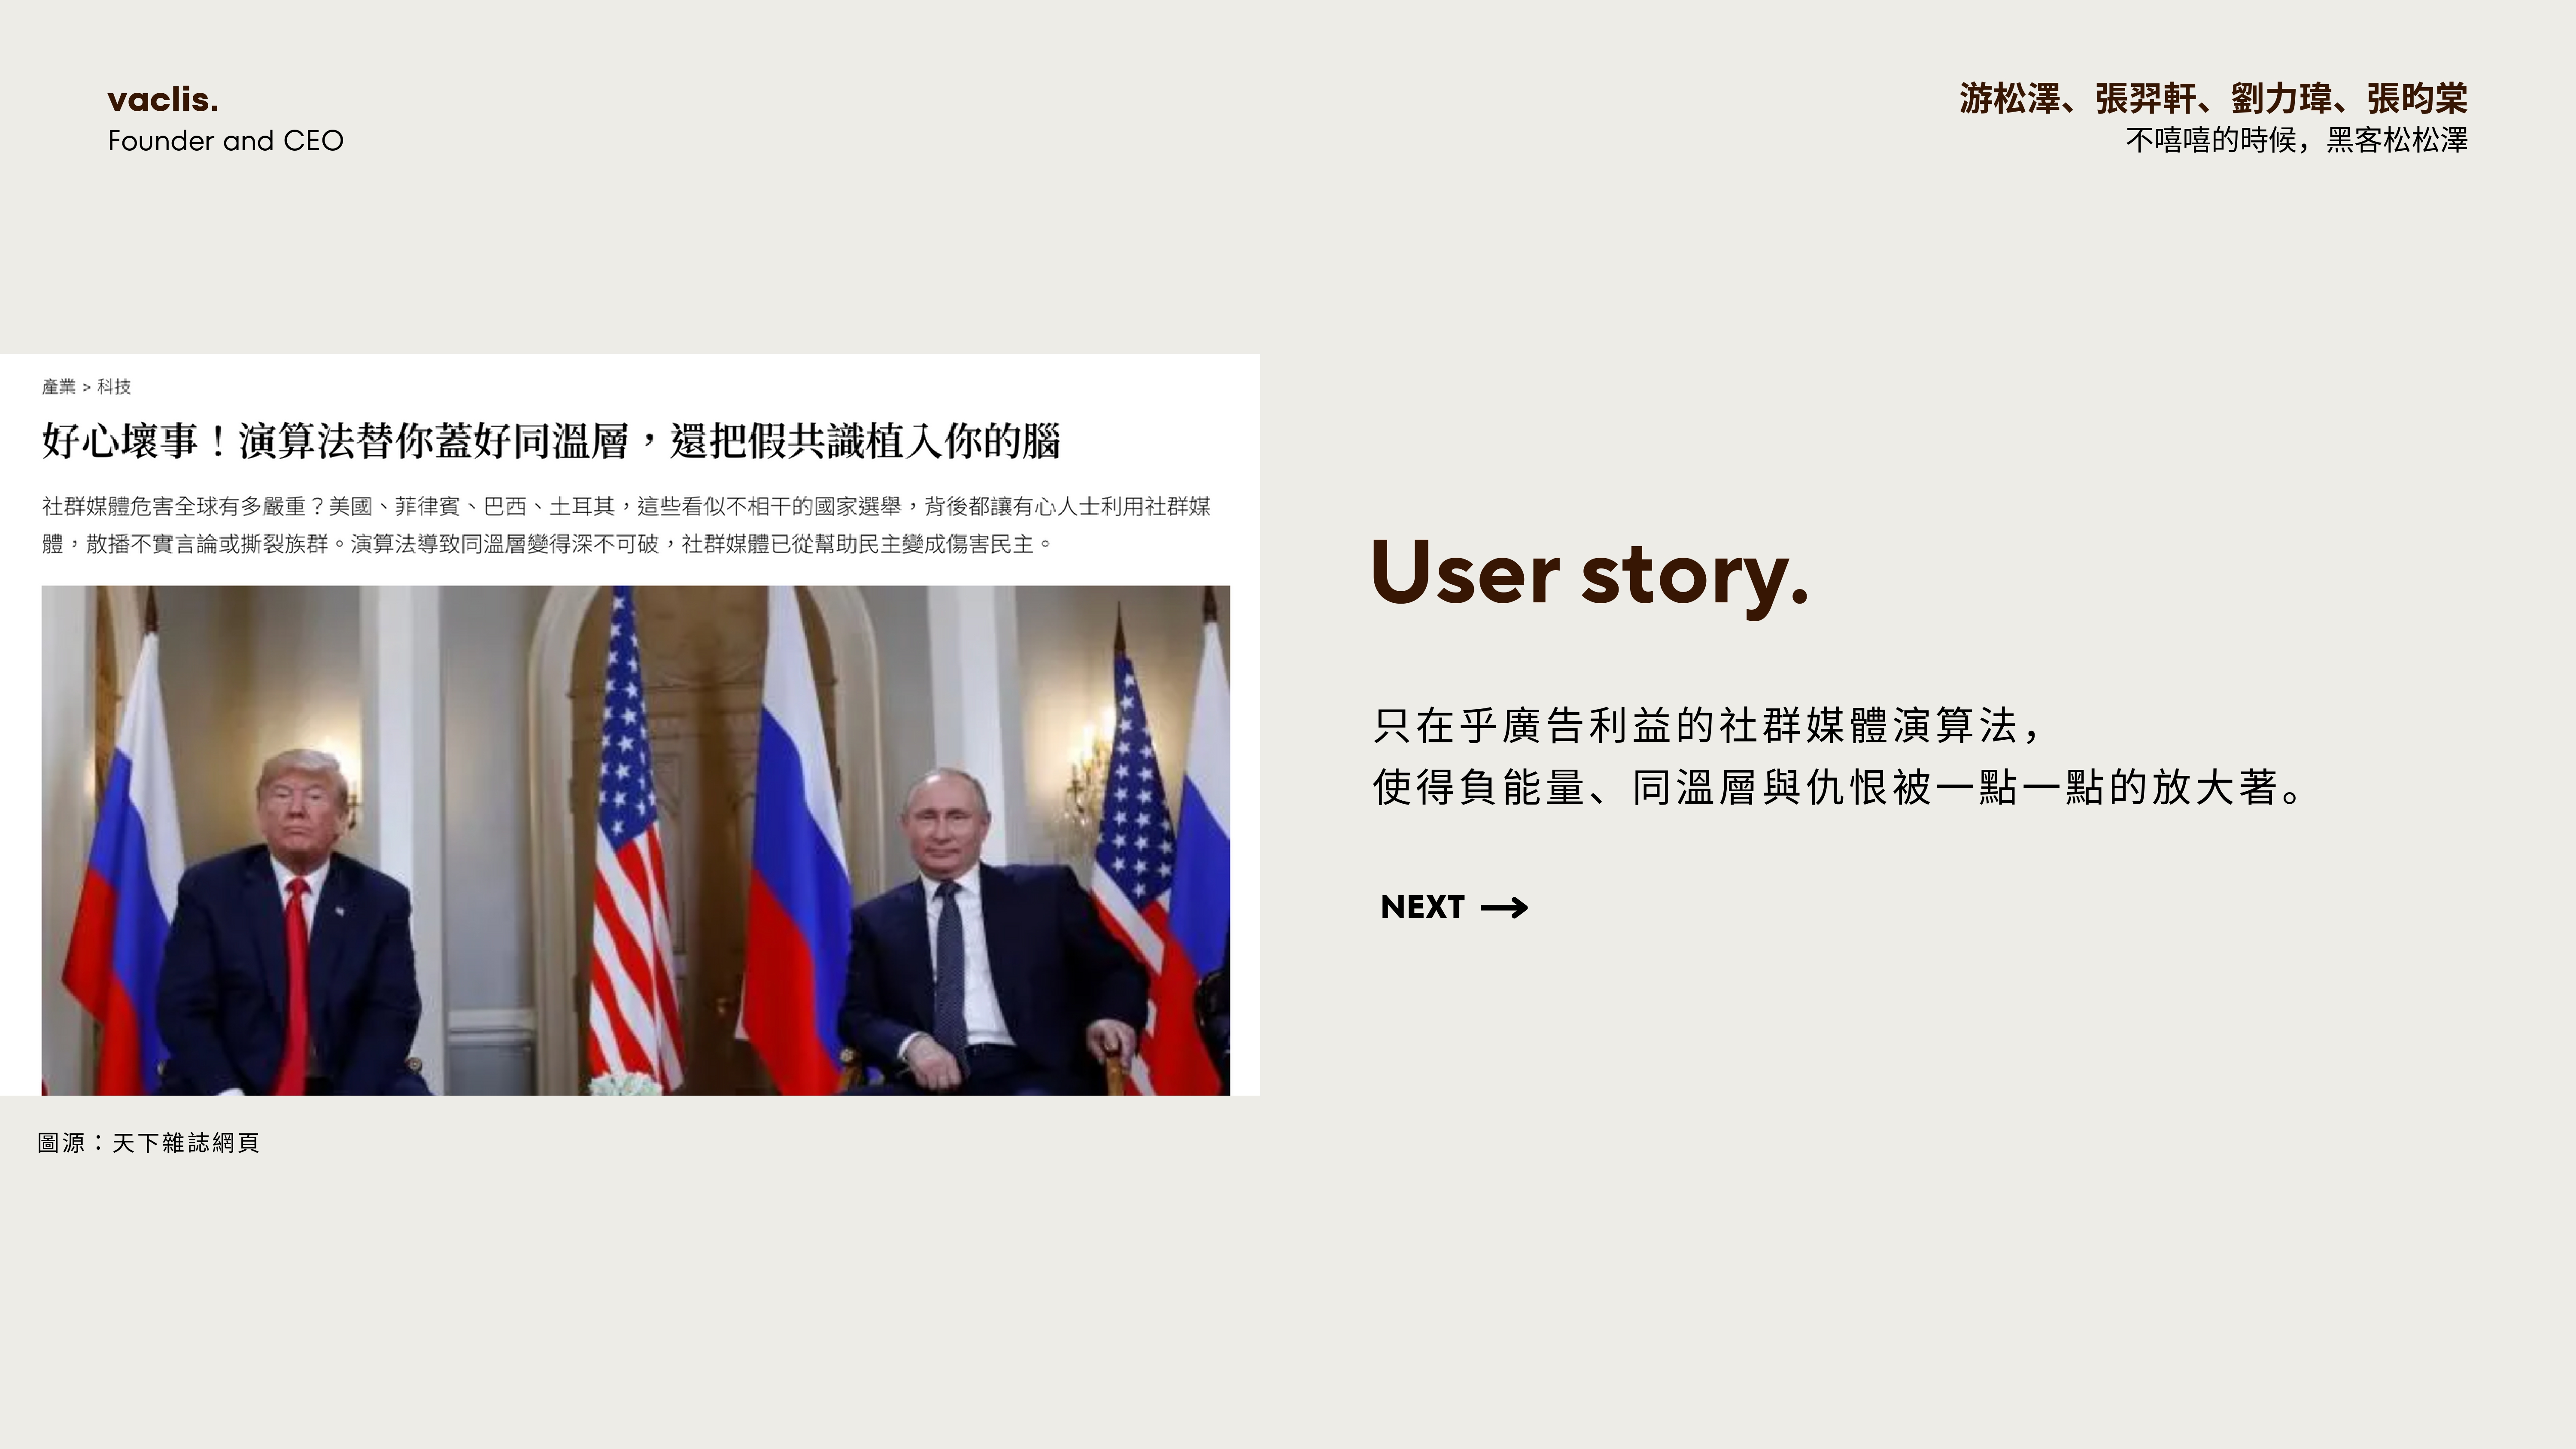 vaclis.
Founder and CEO
游松澤、張羿軒、劉力瑋、張昀棠
不嘻嘻的時候，黑客松松澤
產業 > 科技
好心壞事！演算法替你蓋好同溫層，還把假共識植入你的腦
社群媒體危害全球有多嚴重？美國、菲律賓、巴西、土耳其，這些看似不相干的國家選舉，背後都讓有心人士利用社群媒
體，散播不實言論或撕裂族群。演算法導致同溫層變得深不可破，社群媒體已從幫助民主變成傷害民主。
圖源：天下雜誌網頁
User story.
只在乎廣告利益的社群媒體演算法，
使得負能量、同溫層與仇恨被一點一點的放大著。
NEXT →